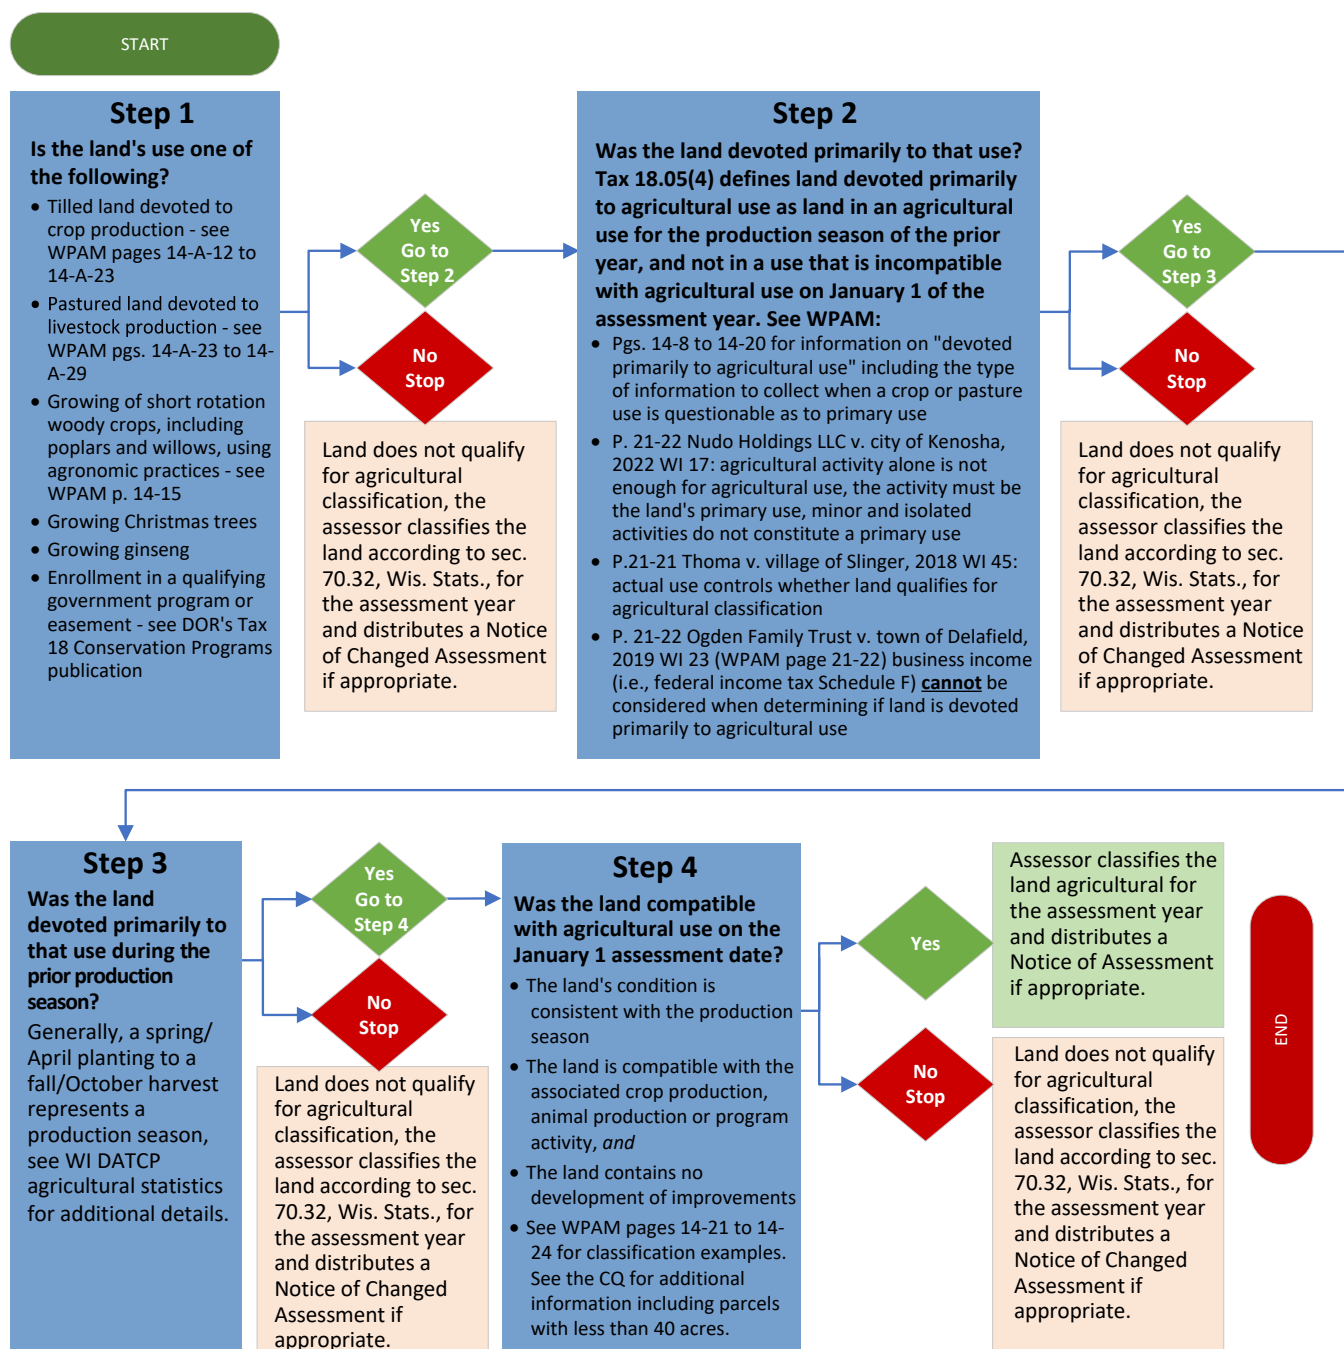 START
Step 1
Is the land's use one of
the following?
• Tilled land devoted to
crop production - see
WPAM pages 14-A-12 to
14-A-23
• Pastured land devoted to
livestock production - see
WPAM pgs. 14-A-23 to 14-
A-29
• Growing of short rotation
woody crops, including
poplars and willows, using
agronomic practices - see
WPAM p. 14-15
• Growing Christmas trees
• Growing ginseng
• Enrollment in a qualifying
government program or
easement - see DOR's Tax
18 Conservation Programs
publication
Yes
Go to
Step 2
No
Stop
Land does not qualify
for agricultural
classification, the
assessor classifies the
land according to sec.
70.32, Wis. Stats., for
the assessment year
and distributes a Notice
of Changed Assessment
if appropriate.
Step 2
Was the land devoted primarily to that use?
Tax 18.05(4) defines land devoted primarily
to agricultural use as land in an agricultural
use for the production season of the prior
year, and not in a use that is incompatible
with agricultural use on January 1 of the
assessment year. See WPAM:
• Pgs. 14-8 to 14-20 for information on "devoted
primarily to agricultural use" including the type
of information to collect when a crop or pasture
use is questionable as to primary use
• P. 21-22 Nudo Holdings LLC v. city of Kenosha,
2022 WI 17: agricultural activity alone is not
enough for agricultural use, the activity must be
the land's primary use, minor and isolated
activities do not constitute a primary use
• P.21-21 Thoma v. village of Slinger, 2018 WI 45:
actual use controls whether land qualifies for
agricultural classification
• P. 21-22 Ogden Family Trust v. town of Delafield,
2019 WI 23 (WPAM page 21-22) business income
(i.e., federal income tax Schedule F) cannot be
considered when determining if land is devoted
primarily to agricultural use
Yes
Go to
Step 3
No
Stop
Land does not qualify
for agricultural
classification, the
assessor classifies the
land according to sec.
70.32, Wis. Stats., for
the assessment year
and distributes a Notice
of Changed Assessment
if appropriate.
Step 3
Was the land
devoted primarily to
that use during the
prior production
season?
Generally, a spring/
April planting to a
fall/October harvest
represents a
production season,
see WI DATCP
agricultural statistics
for additional details.
Yes
Go to
Step 4
No
Stop
Land does not qualify
for agricultural
classification, the
assessor classifies the
land according to sec.
70.32, Wis. Stats., for
the assessment year
and distributes a
Notice of Changed
Assessment if
appropriate.
Step 4
Was the land compatible
with agricultural use on the
January 1 assessment date?
• The land's condition is
consistent with the production
season
• The land is compatible with the
associated crop production,
animal production or program
activity, and
• The land contains no
development of improvements
• See WPAM pages 14-21 to 14-
24 for classification examples.
See the CQ for additional
information including parcels
with less than 40 acres.
Yes
No
Stop
Assessor classifies the
land agricultural for
the assessment year
and distributes a
Notice of Assessment
if appropriate.
Land does not qualify
for agricultural
classification, the
assessor classifies the
land according to sec.
70.32, Wis. Stats., for
the assessment year
and distributes a
Notice of Changed
Assessment if
appropriate.
END